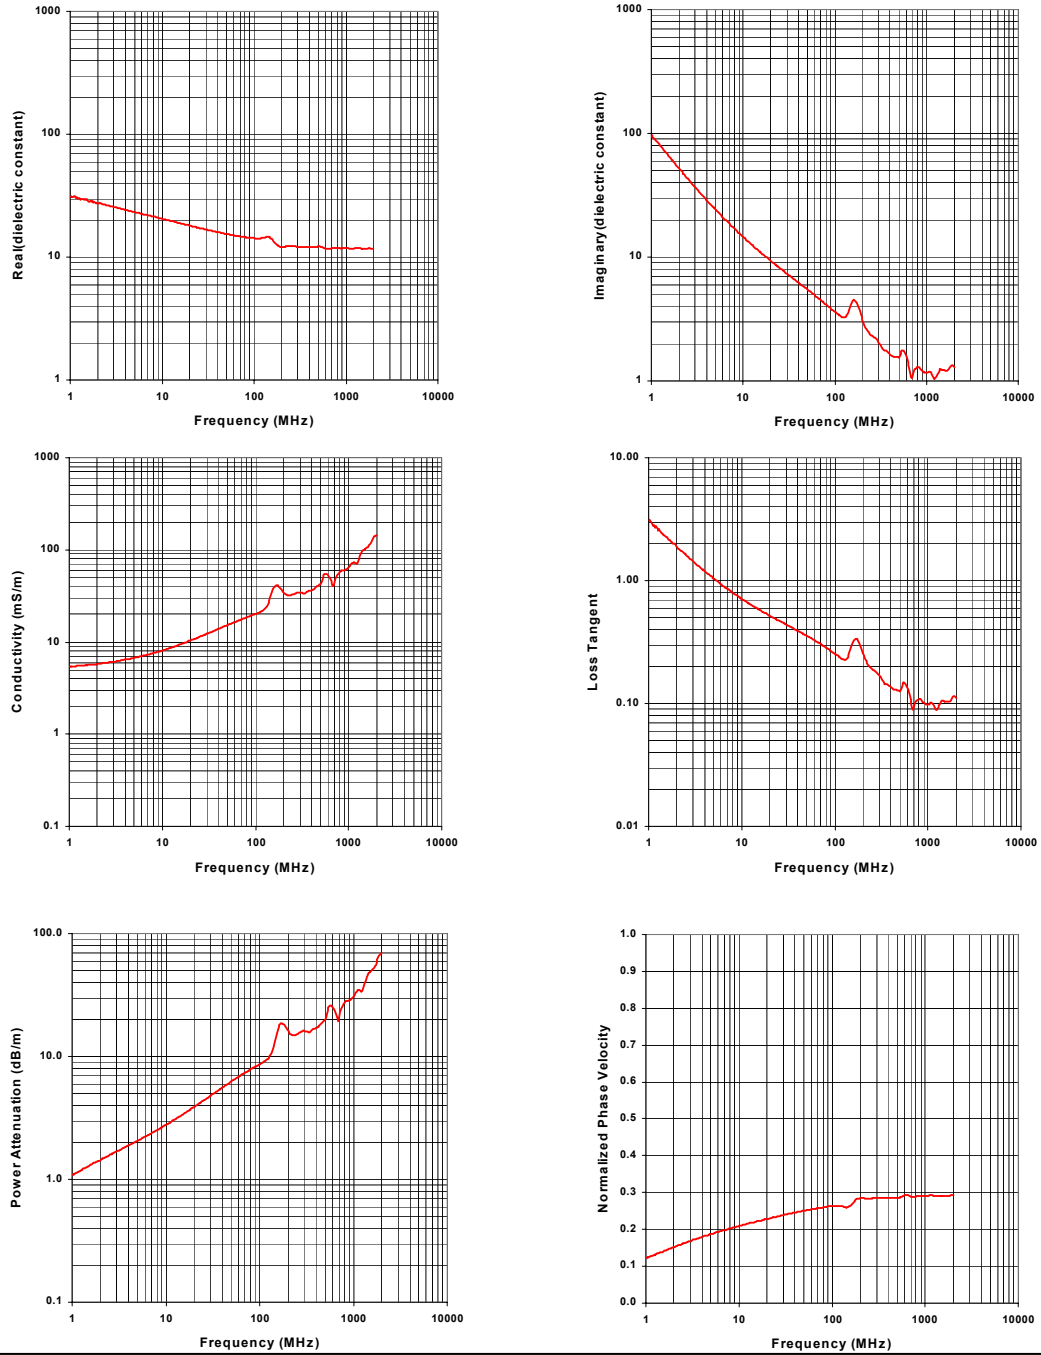 1000
100
10
1
1 10 100 1000 10000
Real(dielectric constant)
Frequency (MHz)
1000
100
10
1
1 10 100 1000 10000
Imaginary(dielectric constant)
Frequency (MHz)
1000
100
10
1
0.1
1 10 100 1000 10000
Conductivity (mS/m)
Frequency (MHz)
10.00
1.00
0.10
0.01
1 10 100 1000 10000
Loss Tangent
Frequency (MHz)
100.0
10.0
1.0
0.1
1 10 100 1000 10000
Power Attenuation (dB/m)
Frequency (MHz)
1.0
0.9
0.8
0.7
0.6
0.5
0.4
0.3
0.2
0.1
0.0
1 10 100 1000 10000
Normalized Phase Velocity
Frequency (MHz)